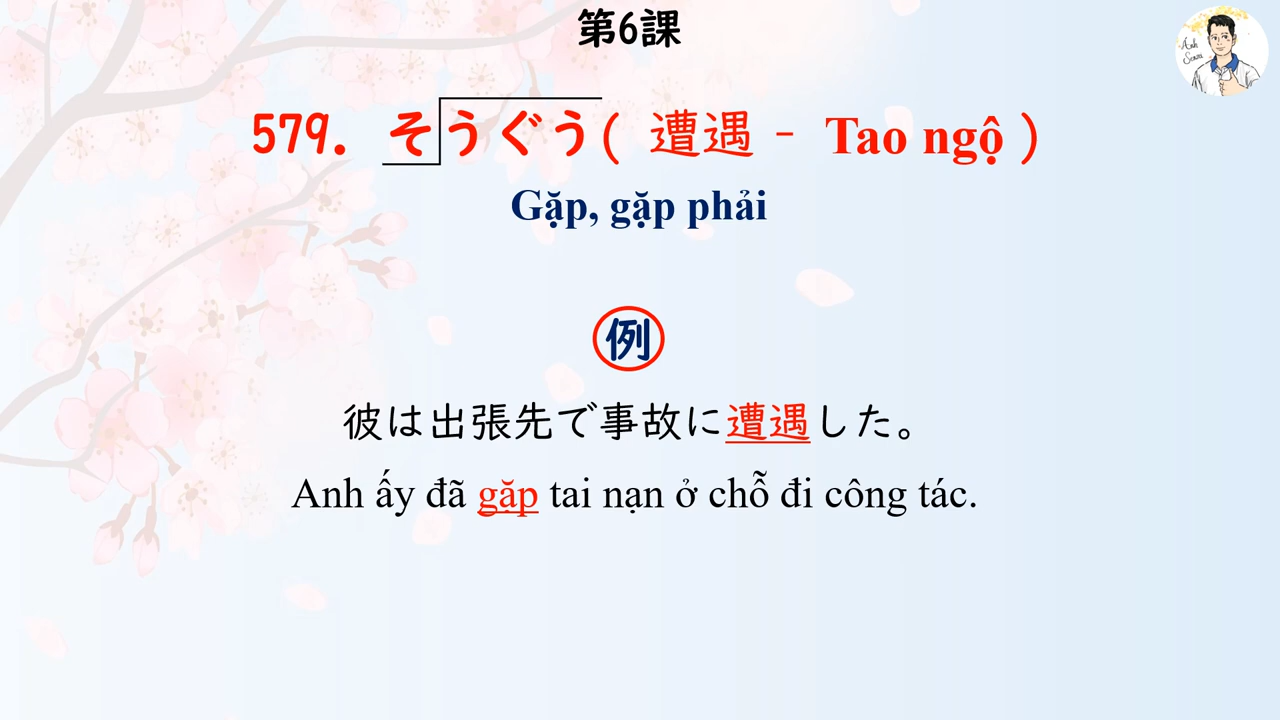 第6課
Anh
Sensei
579. そうぐう( 遭遇 - Tao ngộ )
Gặp, gặp phải
例
彼は出張先で事故に遭遇した。
Anh ấy đã gặp tai nạn ở chỗ đi công tác.